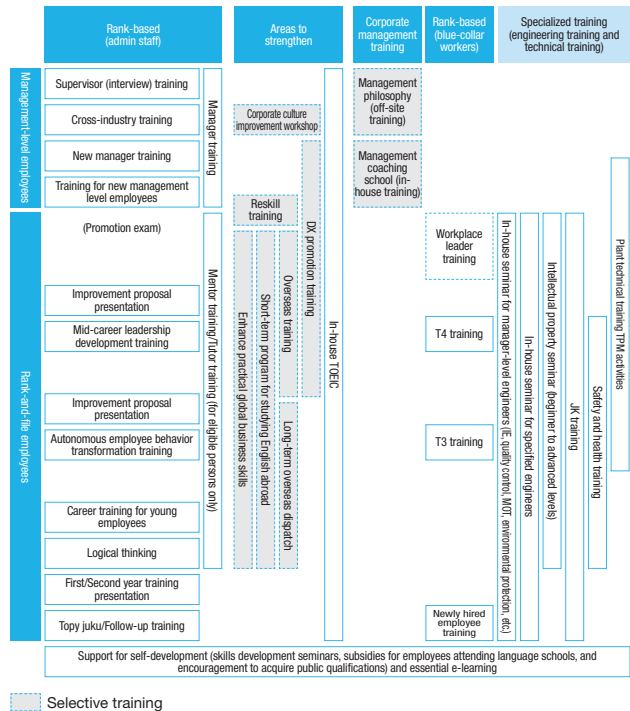 Rank-based
(admin staff)
Areas to
strengthen
Corporate
management
training
Rank-based
(blue-collar
workers)
Specialized training
(engineering training and
technical training)
Management-level employees
Supervisor (interview) training
Cross-industry training
New manager training
Training for new management
level employees
Manager training
Corporate culture
improvement workshop
Management
philosophy
(off-site
training)
Management
coaching
school (in-
house training)
Rank-and-file employees
(Promotion exam)
Improvement proposal
presentation
Mid-career leadership
development training
Improvement proposal
presentation
Autonomous employee behavior
transformation training
Career training for young
employees
Logical thinking
First/Second year training
presentation
Topy juku/Follow-up training
Mentor training/Tutor training (for eligible persons only)
Reskill
training
Enhance practical global business
skills
Short-term program for studying English
abroad
Overseas training
Long-term overseas
dispatch
DX promotion training
In-house TOEIC
Workplace
leader
training
T4 training
T3 training
Newly hired
employee
training
In-house seminar for manager-level engineers (IE, quality control, MOT, environmental protection, etc.)
In-house seminar for specified
engineers
Intellectual property seminar (beginner to
advanced levels)
JK training
Safety and health training
Plant technical training TPM
activities
Support for self-development (skills development seminars, subsidies for employees attending language schools, and
encouragement to acquire public qualifications) and essential e-learning
Selective training